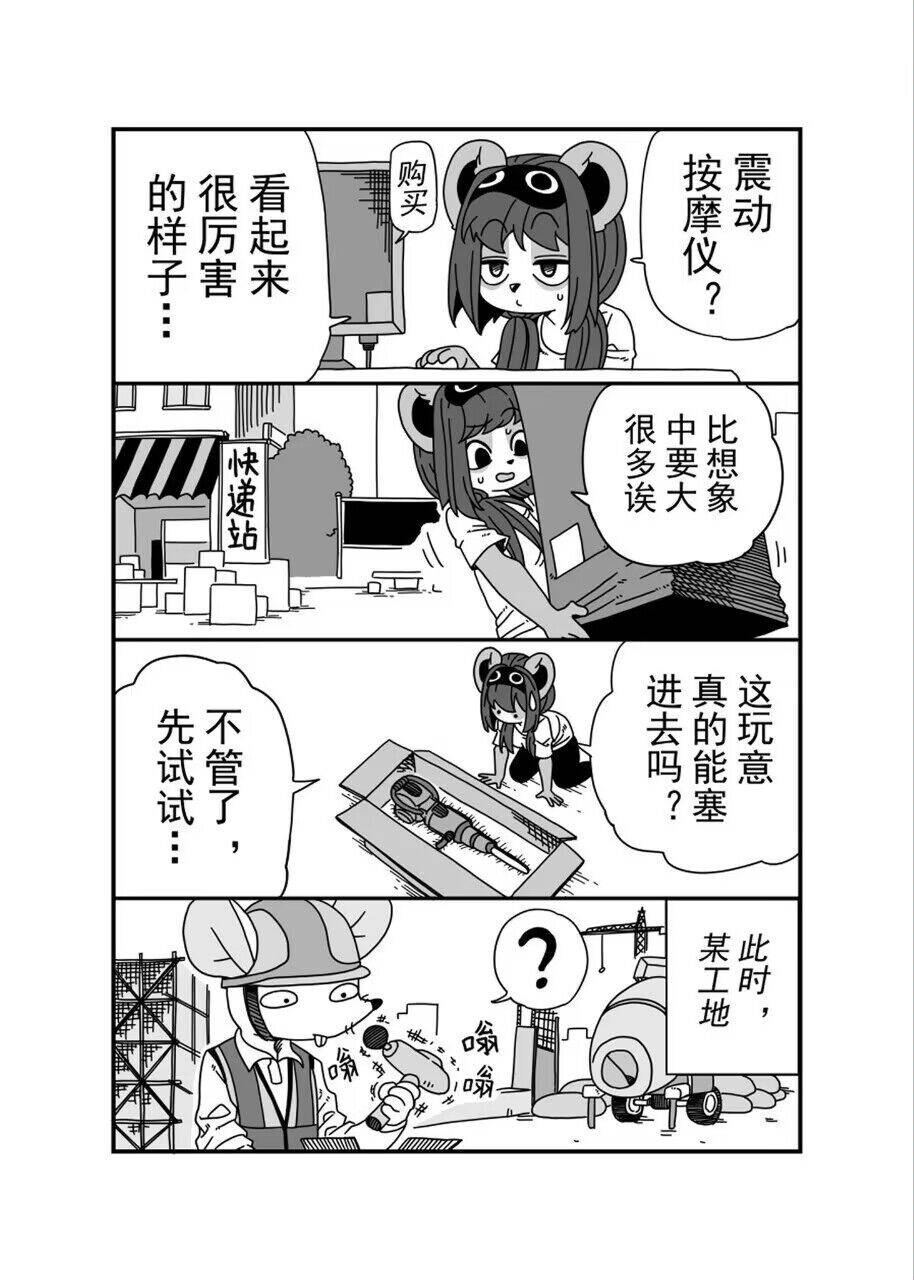 震动
按摩仪？
购买
看起来
很厉害
的样子…
比想象
中要大
很多诶
快递站
这玩意
真的能塞
进去吗？
不管了，
先试试…
此时，
某工地
？
嗡
嗡
嗡